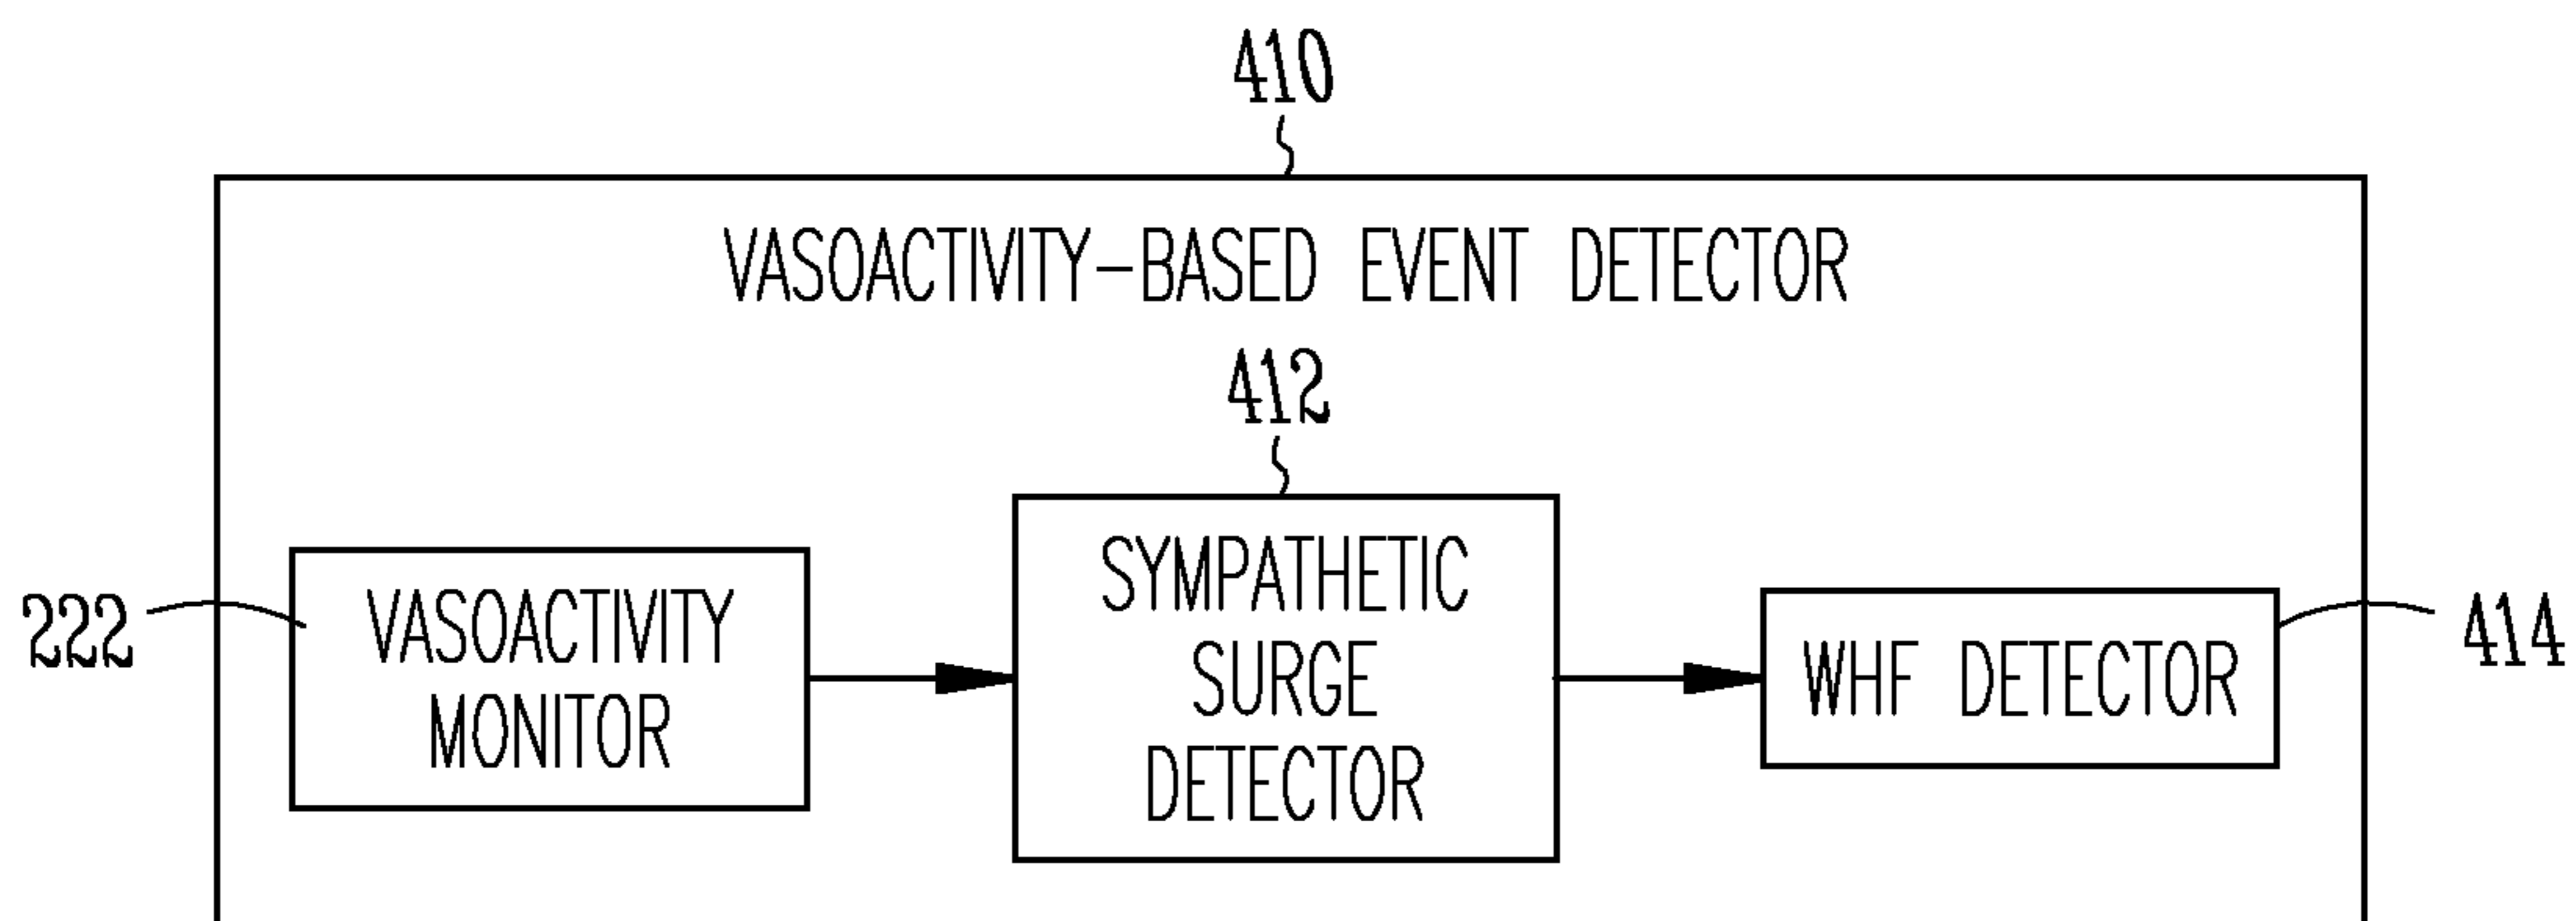 410
VASOACTIVITY-BASED EVENT DETECTOR
412
222
VASOACTIVITY
MONITOR
SYMPATHETIC
SURGE
DETECTOR
WHF DETECTOR
414